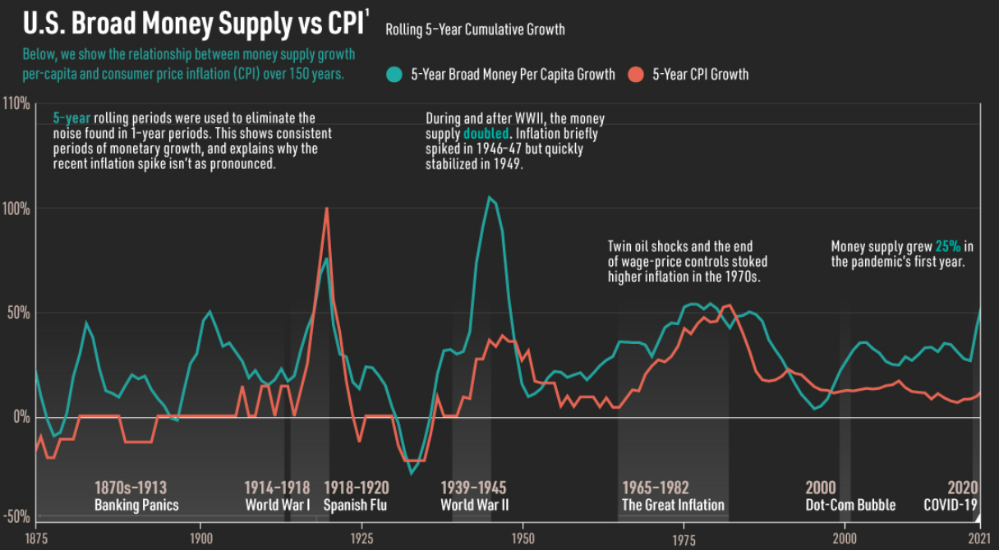 U.S. Broad Money Supply vs CPI¹
Rolling 5-Year Cumulative Growth
Below, we show the relationship between money supply growth
per-capita and consumer price inflation (CPI) over 150 years.
5-Year Broad Money Per Capita Growth
5-Year CPI Growth
110%
5-year rolling periods were used to eliminate the
noise found in 1-year periods. This shows consistent
periods of monetary growth, and explains why the
recent inflation spike isn't as pronounced.
During and after WWII, the money
supply doubled. Inflation briefly
spiked in 1946-47 but quickly
stabilized in 1949.
100%
Twin oil shocks and the end
of wage-price controls stoked
higher inflation in the 1970s.
Money supply grew 25% in
the pandemic's first year.
50%
0%
1870s-1913
Banking Panics
1914-1918
World War I
1918-1920
Spanish Flu
1939-1945
World War II
1965-1982
The Great Inflation
2000
Dot-Com Bubble
2020
COVID-19
-50%
1875
1900
1925
1950
1975
2000
2021